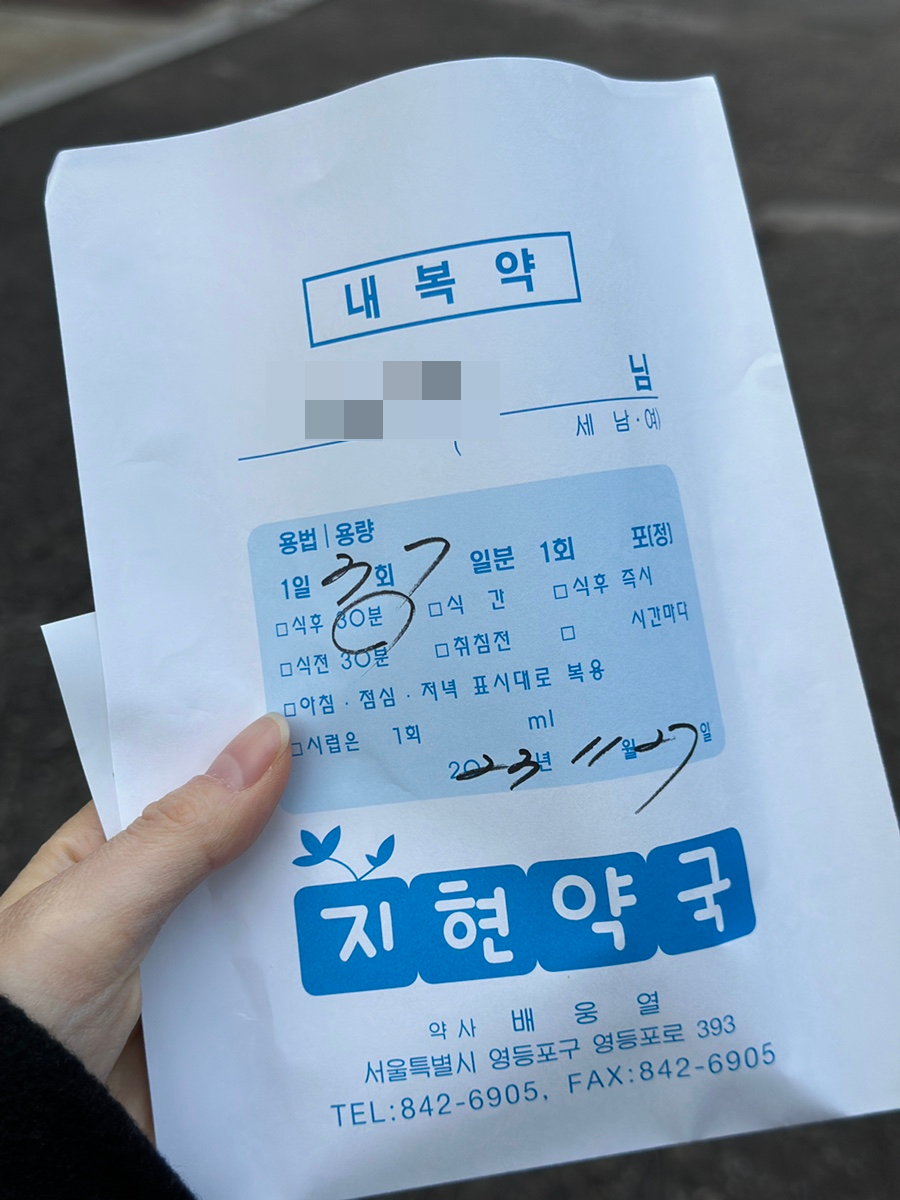 내복약
님
( 세 남·여)
용법|용량
1일 3회 7 일분 1회 포(정)
□식후 30분 □식 간 □식후 즉시
□식전 30분 □취침전 □ 시간마다
□아침·점심·저녁 표시대로 복용
□시럽은 1회 ml
2023년 11월 27일
지현약국
약사 배웅열
서울특별시 영등포구 영등포로 393
TEL:842-6905, FAX:842-6905